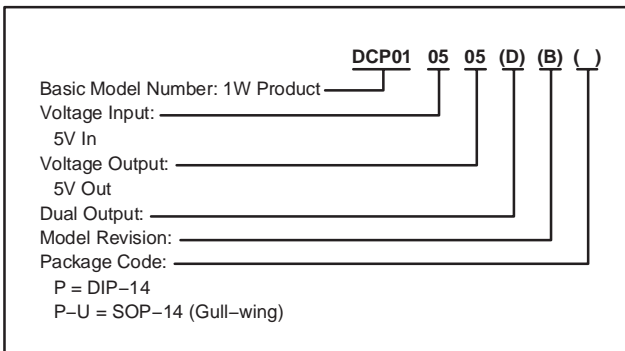 DCP01 05 05 (D) (B) ( )
Basic Model Number: 1W Product
Voltage Input:
5V In
Voltage Output:
5V Out
Dual Output:
Model Revision:
Package Code:
P = DIP−14
P−U = SOP−14 (Gull−wing)